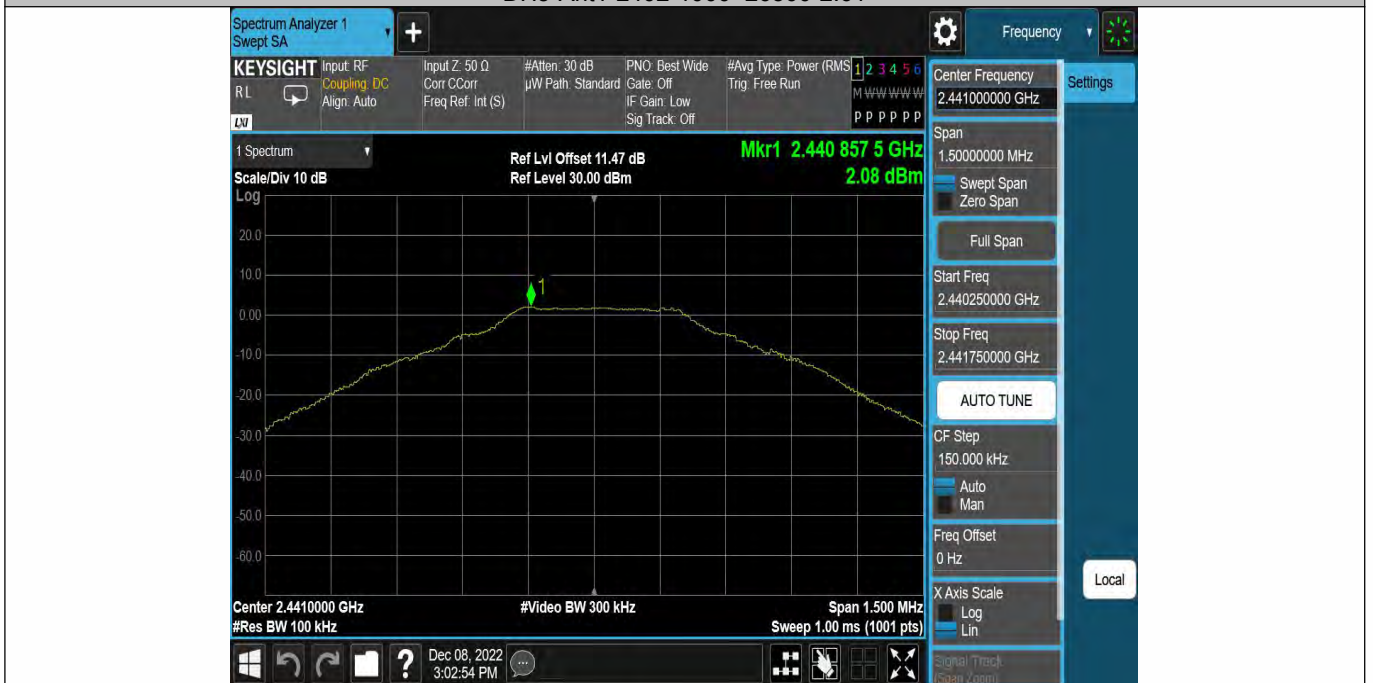 Spectrum Analyzer 1
Swept SA
+
Frequency
KEYSIGHT
RL
LXI
Input: RF
Coupling: DC
Align: Auto
Input Z: 50 Ω
Corr CCorr
Freq Ref: Int (S)
#Atten: 30 dB
µW Path: Standard
PNO: Best Wide
Gate: Off
IF Gain: Low
Sig Track: Off
#Avg Type: Power (RMS
Trig: Free Run
1 2 3 4 5 6
M W W W W W
P P P P P P
1 Spectrum
Scale/Div 10 dB
Ref Lvl Offset 11.47 dB
Ref Level 30.00 dBm
Mkr1 2.440 857 5 GHz
2.08 dBm
Log
20.0
10.0
0.00
-10.0
-20.0
-30.0
-40.0
-50.0
-60.0
1
Center 2.4410000 GHz
#Res BW 100 kHz
#Video BW 300 kHz
Span 1.500 MHz
Sweep 1.00 ms (1001 pts)
Dec 08, 2022
3:02:54 PM
Center Frequency
2.441000000 GHz
Settings
Span
1.50000000 MHz
Swept Span
Zero Span
Full Span
Start Freq
2.440250000 GHz
Stop Freq
2.441750000 GHz
AUTO TUNE
CF Step
150.000 kHz
Auto
Man
Freq Offset
0 Hz
X Axis Scale
Log
Lin
Local
Signal Track
(Span Zoom)